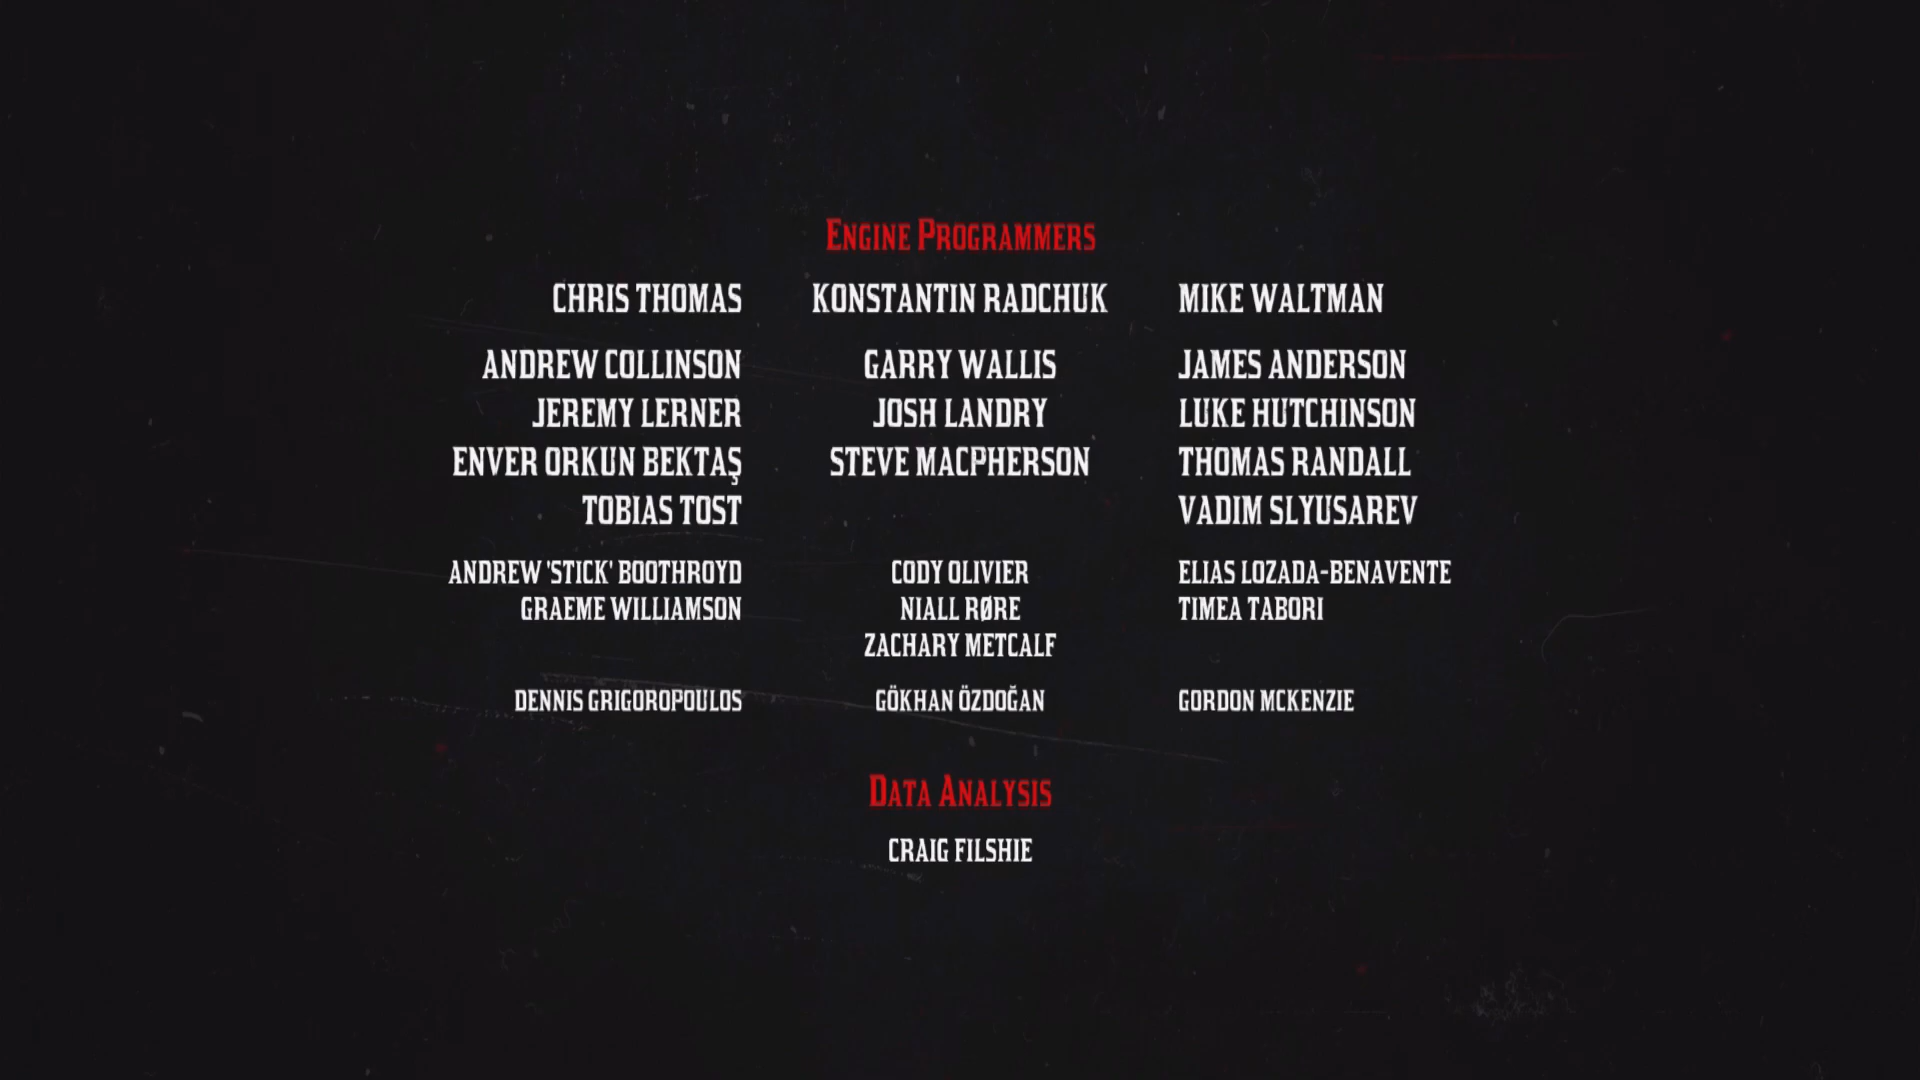 Engine Programmers
CHRIS THOMAS KONSTANTIN RADCHUK MIKE WALTMAN
ANDREW COLLINSON GARRY WALLIS JAMES ANDERSON
JEREMY LERNER JOSH LANDRY LUKE HUTCHINSON
ENVER ORKUN BEKTAŞ STEVE MACPHERSON THOMAS RANDALL
TOBIAS TOST VADIM SLYUSAREV
ANDREW 'STICK' BOOTHROYD CODY OLIVIER ELIAS LOZADA-BENAVENTE
GRAEME WILLIAMSON NIALL RØRE TIMEA TABORI
ZACHARY METCALF
DENNIS GRIGOROPOULOS GÖKHAN ÖZDOĞAN GORDON MCKENZIE
Data Analysis
CRAIG FILSHIE